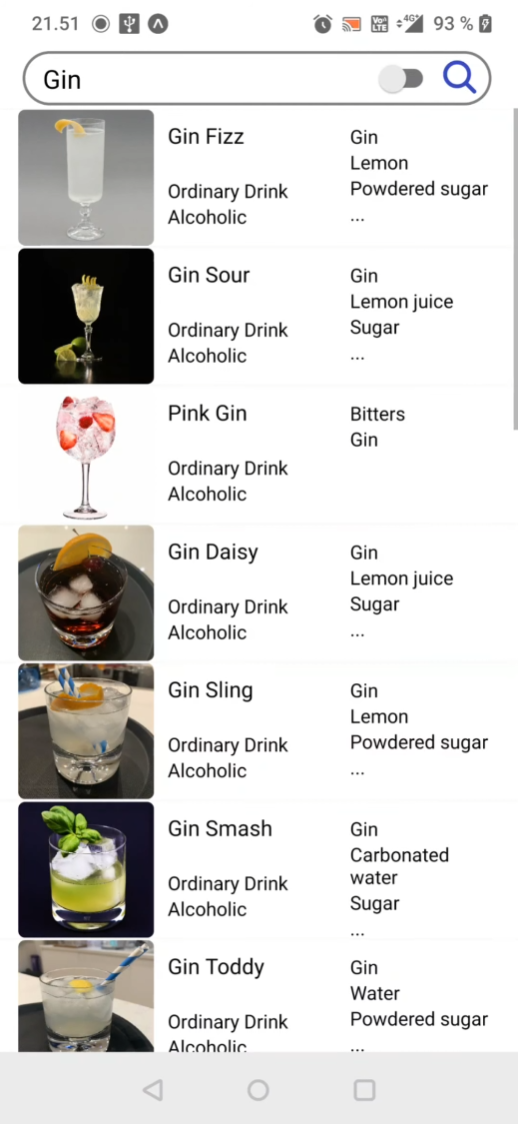 21.51 4G+ Vo) LTE 93 %
Gin
Gin Fizz
Ordinary Drink
Alcoholic
Gin
Lemon
Powdered sugar
...
Gin Sour
Ordinary Drink
Alcoholic
Gin
Lemon juice
Sugar
...
Pink Gin
Ordinary Drink
Alcoholic
Bitters
Gin
Gin Daisy
Ordinary Drink
Alcoholic
Gin
Lemon juice
Sugar
...
Gin Sling
Ordinary Drink
Alcoholic
Gin
Lemon
Powdered sugar
...
Gin Smash
Ordinary Drink
Alcoholic
Gin
Carbonated
water
Sugar
...
Gin Toddy
Ordinary Drink
Alcoholic
Gin
Water
Powdered sugar
...